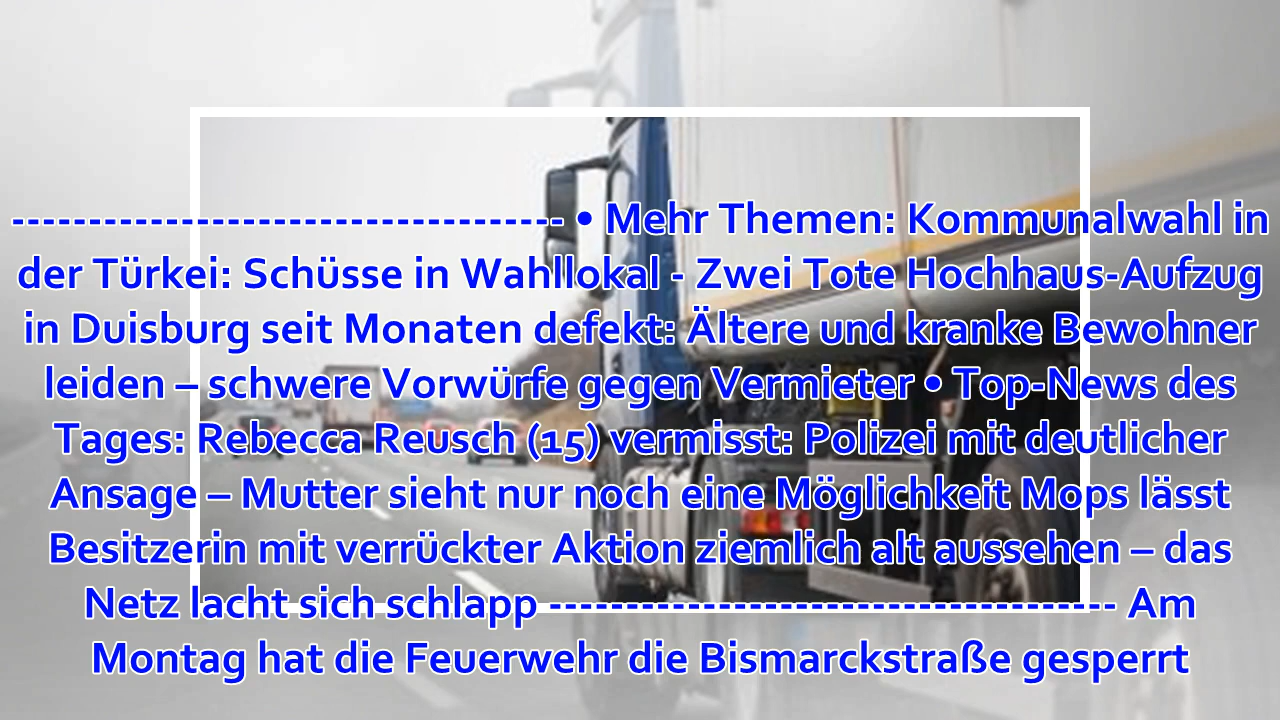 ------------------------------------ • Mehr Themen: Kommunalwahl in
der Türkei: Schüsse in Wahllokal - Zwei Tote Hochhaus-Aufzug
in Duisburg seit Monaten defekt: Ältere und kranke Bewohner
leiden – schwere Vorwürfe gegen Vermieter • Top-News des
Tages: Rebecca Reusch (15) vermisst: Polizei mit deutlicher
Ansage – Mutter sieht nur noch eine Möglichkeit Mops lässt
Besitzerin mit verrückter Aktion ziemlich alt aussehen – das
Netz lacht sich schlapp ------------------------------------- Am
Montag hat die Feuerwehr die Bismarckstraße gesperrt